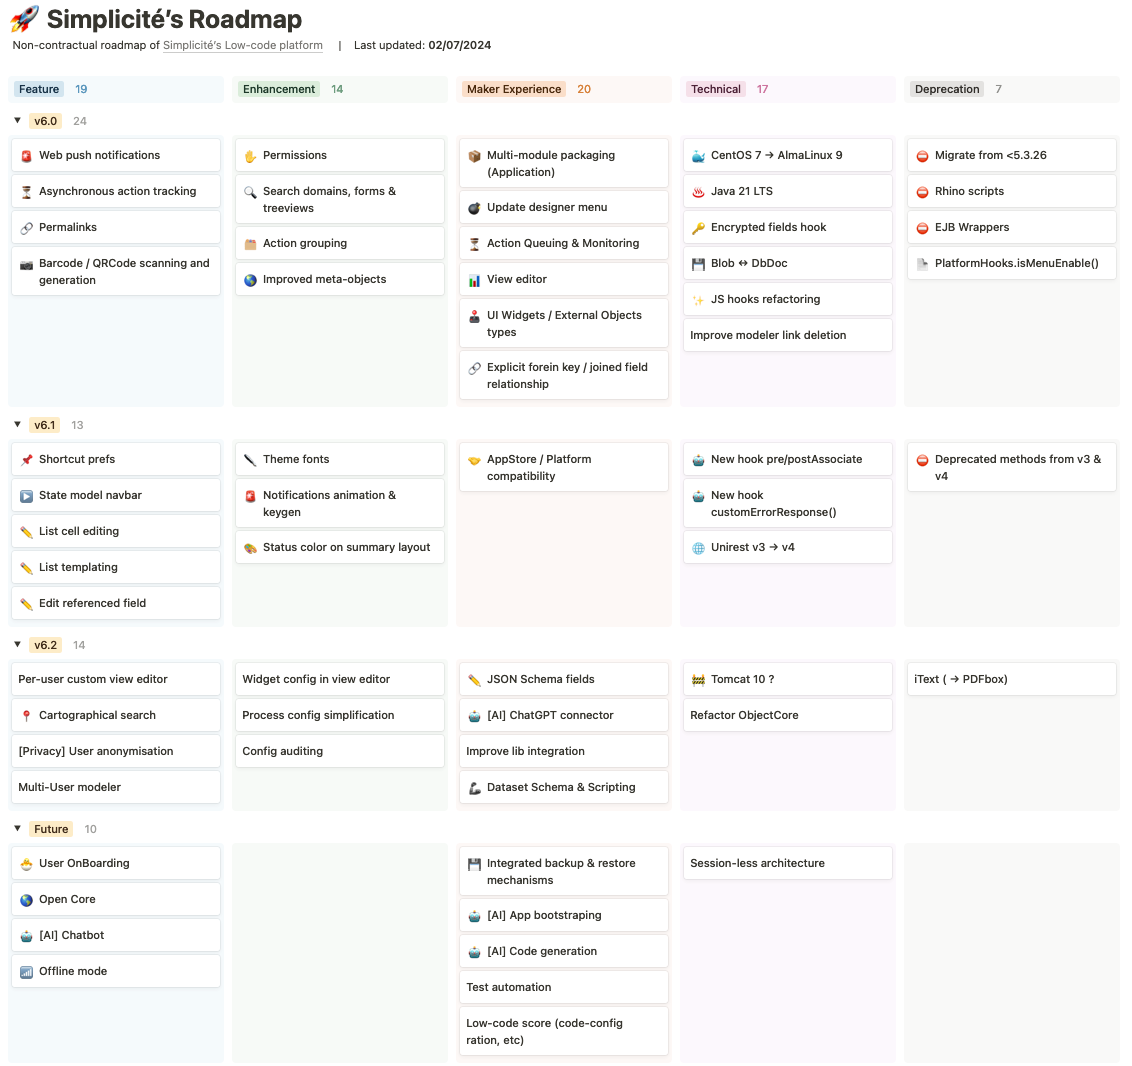 Simplicité's Roadmap
Non-contractual roadmap of Simplicité's Low-code platform | Last updated: 02/07/2024
Feature 19
Enhancement 14
Maker Experience 20
Technical 17
Deprecation 7
v6.0 24
Web push notifications
Asynchronous action tracking
Permalinks
Barcode / QRCode scanning and
generation
Permissions
Search domains, forms &
treeviews
Action grouping
Improved meta-objects
Multi-module packaging
(Application)
Update designer menu
Action Queuing & Monitoring
View editor
UI Widgets / External Objects
types
Explicit forein key / joined field
relationship
CentOS 7 → AlmaLinux 9
Java 21 LTS
Encrypted fields hook
Blob ↔ DbDoc
JS hooks refactoring
Improve modeler link deletion
Migrate from <5.3.26
Rhino scripts
EJB Wrappers
PlatformHooks.isMenuEnable()
v6.1 13
Shortcut prefs
State model navbar
List cell editing
List templating
Edit referenced field
Theme fonts
Notifications animation &
keygen
Status color on summary layout
AppStore / Platform
compatibility
New hook pre/postAssociate
New hook
customErrorResponse()
Unirest v3 → v4
Deprecated methods from v3 &
v4
v6.2 14
Per-user custom view editor
Cartographical search
[Privacy] User anonymisation
Multi-User modeler
Widget config in view editor
Process config simplification
Config auditing
JSON Schema fields
[AI] ChatGPT connector
Improve lib integration
Dataset Schema & Scripting
Tomcat 10 ?
Refactor ObjectCore
iText ( → PDFbox)
Future 10
User OnBoarding
Open Core
[AI] Chatbot
Offline mode
Integrated backup & restore
mechanisms
[AI] App bootstraping
[AI] Code generation
Test automation
Low-code score (code-config
ration, etc)
Session-less architecture